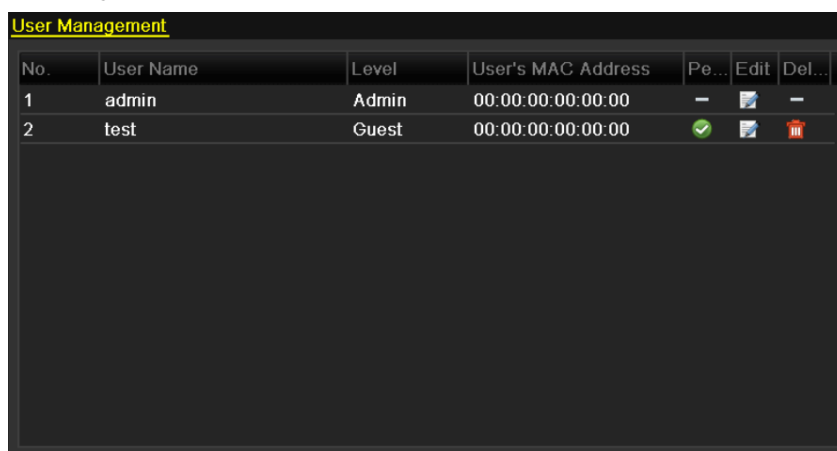 User Management
No. User Name Level User's MAC Address Pe... Edit Del...
1 admin Admin 00:00:00:00:00:00 –
2 test Guest 00:00:00:00:00:00